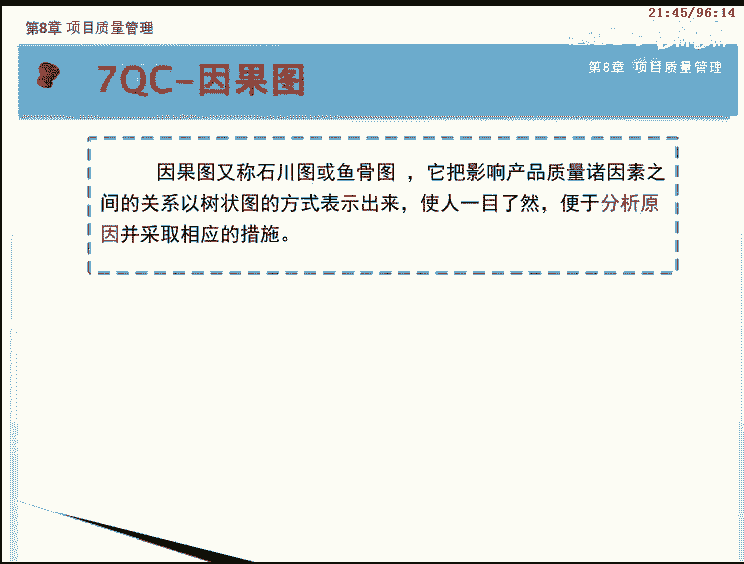 21:45/96:14
第8章 项目质量管理
第8章 项目质量管理
7QC-因果图
因果图又称石川图或鱼骨图 ，它把影响产品质量诸因素之
间的关系以树状图的方式表示出来，使人一目了然，便于分析原
因并采取相应的措施。